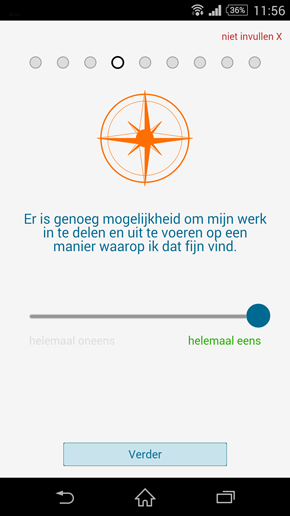 36% 11:56
niet invullen X
Er is genoeg mogelijkheid om mijn werk
in te delen en uit te voeren op een
manier waarop ik dat fijn vind.
helemaal oneens helemaal eens
Verder